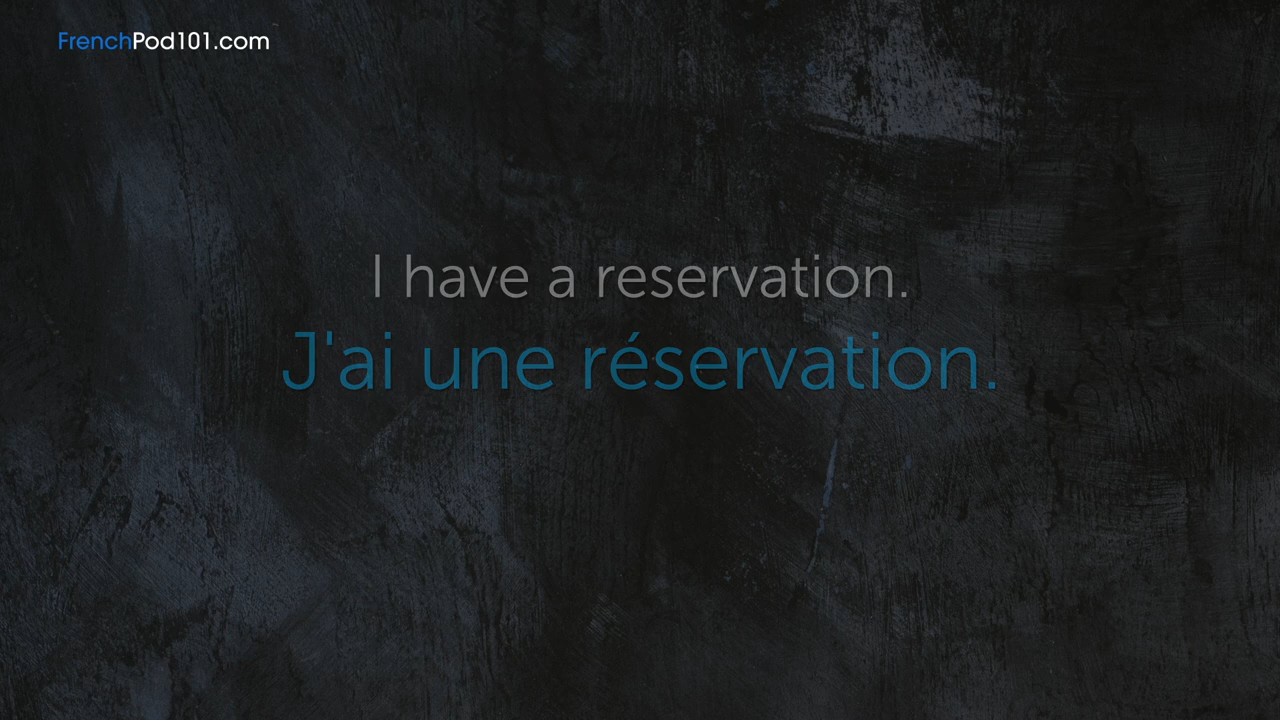 FrenchPod101.com
I have a reservation.
J'ai une réservation.